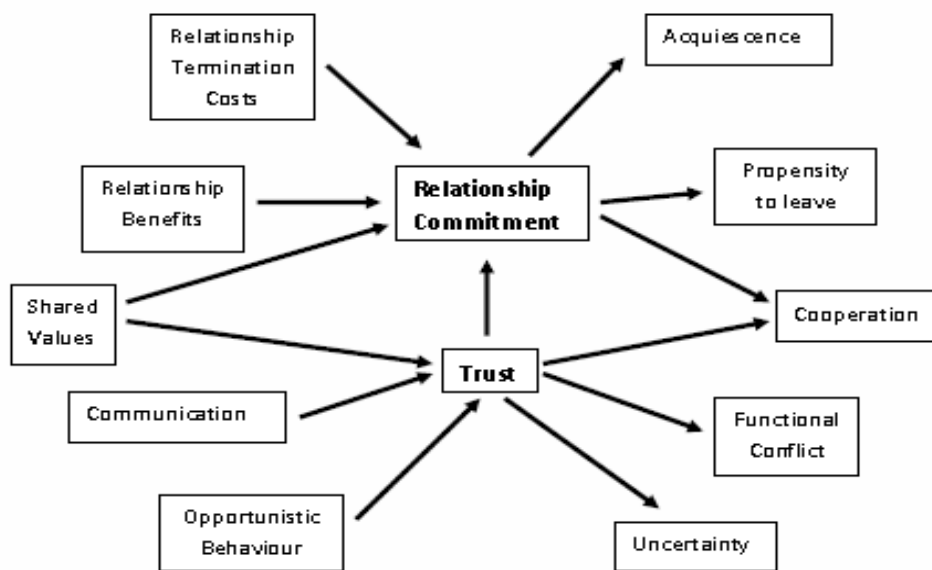 Relationship
Termination
Costs
Acquiescence
Relationship
Benefits
Relationship
Commitment
Propensity
to leave
Shared
Values
Cooperation
Trust
Communication
Functional
Conflict
Opportunistic
Behaviour
Uncertainty